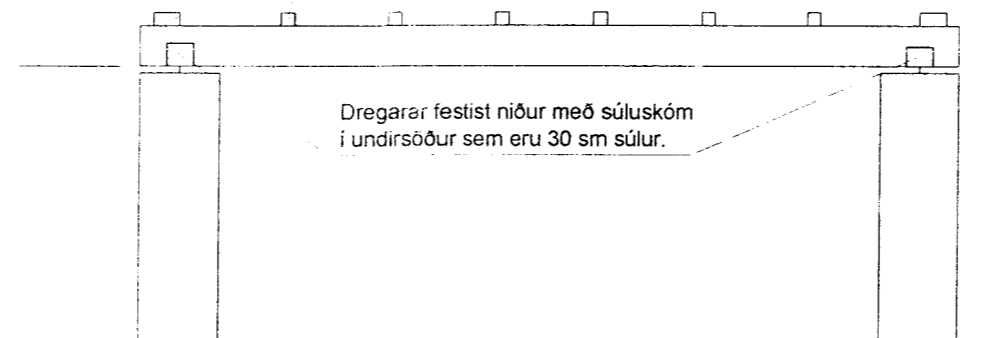 Dregarar festist niður með súluskóm
í undirsöður sem eru 30 sm súlur.